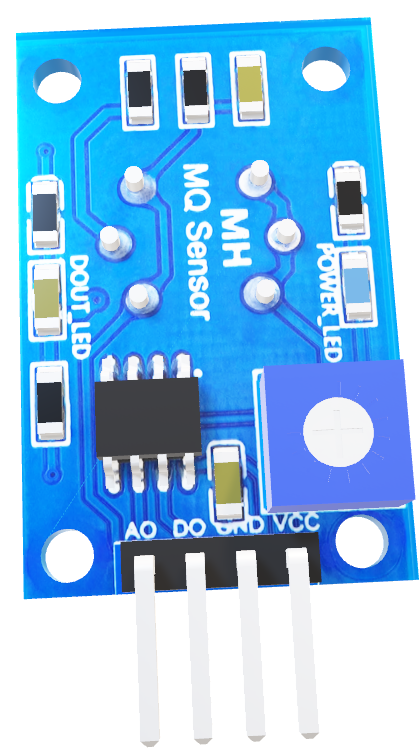 MH
MQ Sensor
POWER_LED
DOUT_LED
AO DO GND VCC